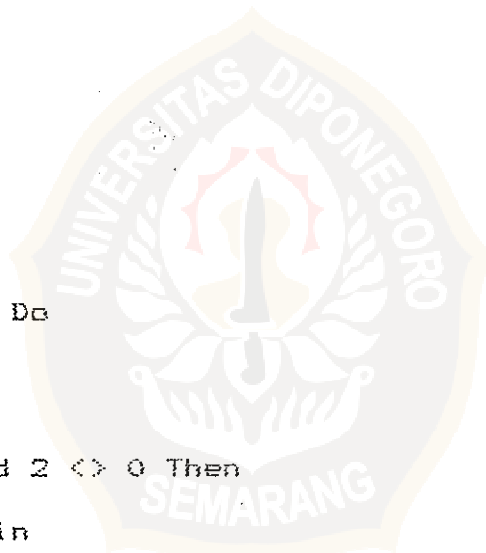 UNIVERSITAS DIPONEGORO
Do
d 2 <> 0 Then
SEMARANG
in